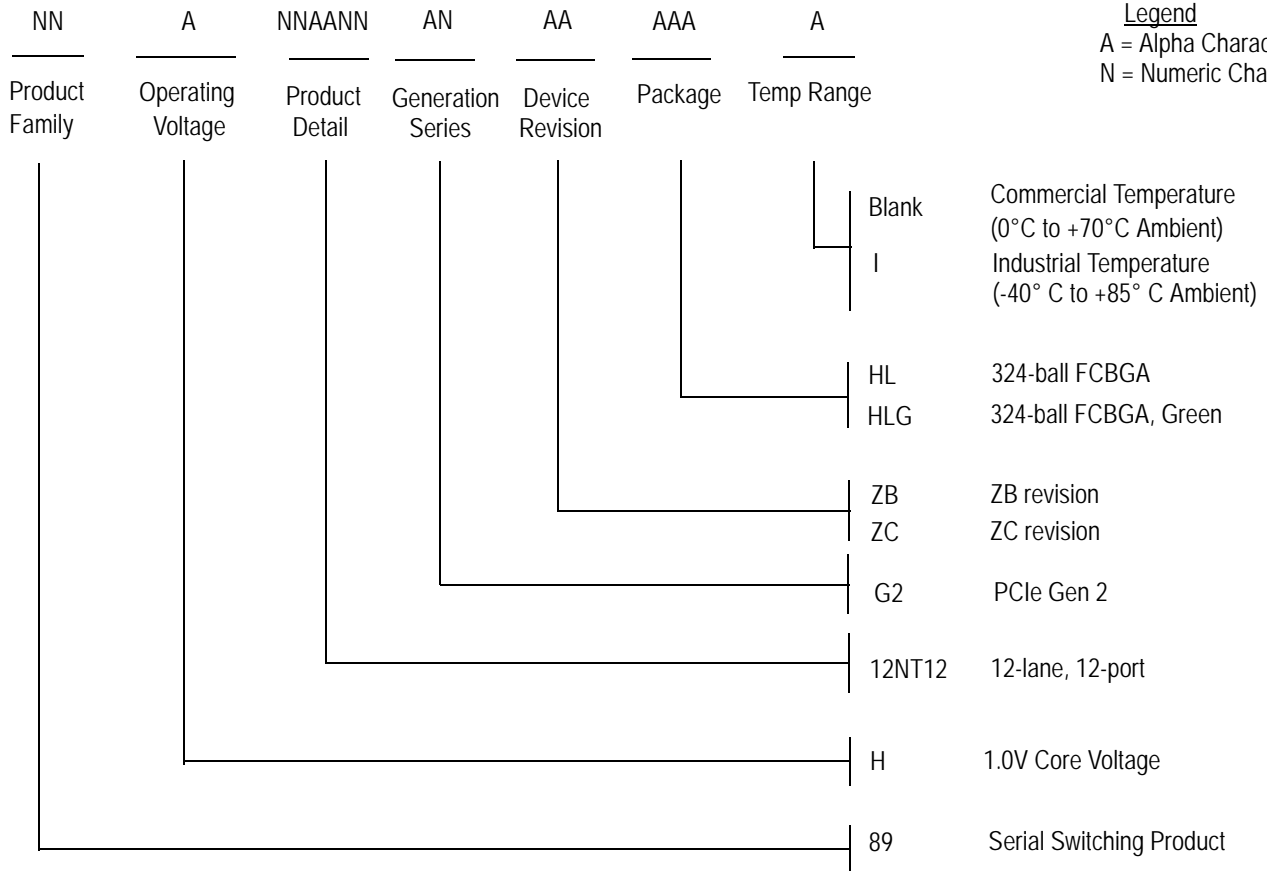 NN A NNAANN AN AA AAA A
Legend
A = Alpha
N = Numeric
Product Family
Operating Voltage
Product Detail
Generation Series
Device Revision
Package
Temp Range
Blank Commercial Temperature
(0°C to +70°C Ambient)
I Industrial Temperature
(-40° C to +85° C Ambient)
HL 324-ball FCBGA
HLG 324-ball FCBGA, Green
ZB ZB revision
ZC ZC revision
G2 PCIe Gen 2
12NT12 12-lane, 12-port
H 1.0V Core Voltage
89 Serial Switching Product